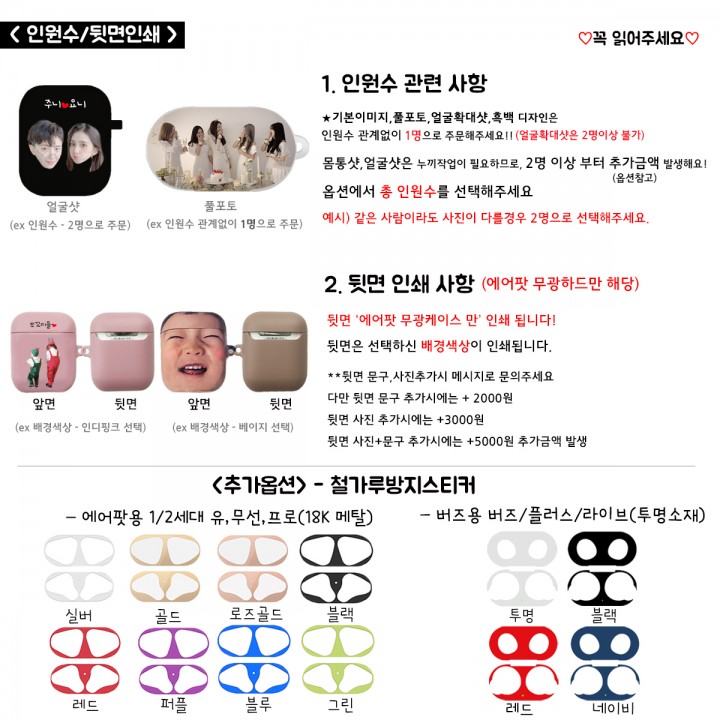 < 인원수/뒷면인쇄 >
♡꼭 읽어주세요♡
주니♥요니
얼굴샷
(ex 인원수 - 2명으로 주문)
풀포토
(ex 인원수 관계없이 1명으로 주문)
1. 인원수 관련 사항
★기본이미지,풀포토,얼굴확대샷,흑백 디자인은
인원수 관계없이 1명으로 주문해주세요!! (얼굴확대샷은 2명이상 불가)
몸통샷,얼굴샷은 누끼작업이 필요하므로, 2명 이상 부터 추가금액 발생해요!
(옵션참고)
옵션에서 총 인원수를 선택해주세요
예시) 같은 사람이라도 사진이 다를경우 2명으로 선택해주세요.
앞면
뒷면
앞면
뒷면
(ex 배경색상 - 인디핑크 선택)
(ex 배경색상 - 베이지 선택)
2. 뒷면 인쇄 사항 (에어팟 무광하드만 해당)
뒷면 '에어팟 무광케이스 만' 인쇄 됩니다!
뒷면은 선택하신 배경색상이 인쇄됩니다.
**뒷면 문구,사진추가시 메시지로 문의주세요
다만 뒷면 문구 추가시에는 + 2000원
뒷면 사진 추가시에는 +3000원
뒷면 사진+문구 추가시에는 +5000원 추가금액 발생
<추가옵션> - 철가루방지스티커
- 에어팟용 1/2세대 유,무선,프로(18K 메탈)
실버
골드
로즈골드
블랙
레드
퍼플
블루
그린
- 버즈용 버즈/플러스/라이브(투명소재)
투명
블랙
레드
네이비